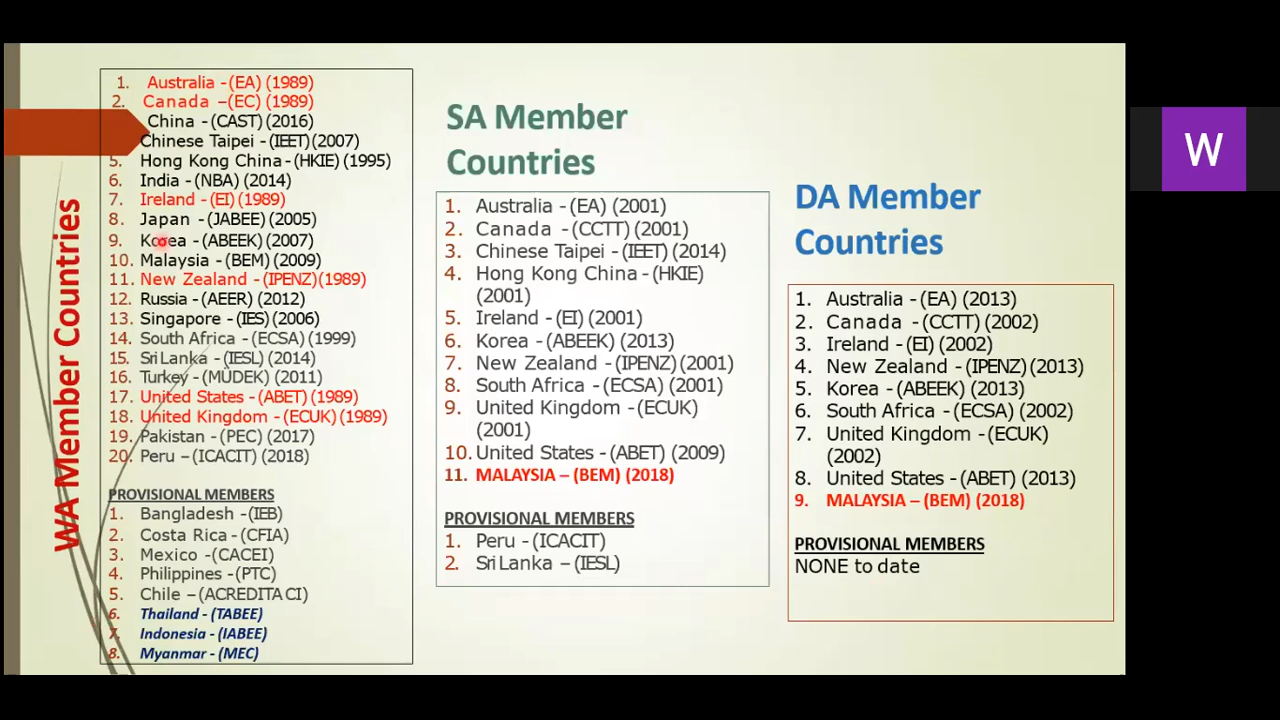 WA Member Countries
1. Australia - (EA) (1989)
2. Canada – (EC) (1989)
China - (CAST) (2016)
Chinese Taipei - (IEET) (2007)
5. Hong Kong China - (HKIE) (1995)
6. India - (NBA) (2014)
7. Ireland - (EI) (1989)
8. Japan - (JABEE) (2005)
9. Korea - (ABEEK) (2007)
10. Malaysia - (BEM) (2009)
11. New Zealand - (IPENZ) (1989)
12. Russia - (AEER) (2012)
13. Singapore - (IES) (2006)
14. South Africa - (ECSA) (1999)
15. Sri Lanka - (IESL) (2014)
16. Turkey - (MÜDEK) (2011)
17. United States - (ABET) (1989)
18. United Kingdom - (ECUK) (1989)
19. Pakistan - (PEC) (2017)
20. Peru – (ICACIT) (2018)
PROVISIONAL MEMBERS
1. Bangladesh - (IEB)
2. Costa Rica - (CFIA)
3. Mexico - (CACEI)
4. Philippines - (PTC)
5. Chile – (ACREDITA CI)
6. Thailand - (TABEE)
7. Indonesia - (IABEE)
8. Myanmar - (MEC)
SA Member
Countries
1. Australia - (EA) (2001)
2. Canada - (CCTT) (2001)
3. Chinese Taipei - (IEET) (2014)
4. Hong Kong China - (HKIE)
(2001)
5. Ireland - (EI) (2001)
6. Korea - (ABEEK) (2013)
7. New Zealand - (IPENZ) (2001)
8. South Africa - (ECSA) (2001)
9. United Kingdom - (ECUK)
(2001)
10. United States - (ABET) (2009)
11. MALAYSIA – (BEM) (2018)
PROVISIONAL MEMBERS
1. Peru - (ICACIT)
2. Sri Lanka – (IESL)
DA Member
Countries
1. Australia - (EA) (2013)
2. Canada - (CCTT) (2002)
3. Ireland - (EI) (2002)
4. New Zealand - (IPENZ) (2013)
5. Korea - (ABEEK) (2013)
6. South Africa - (ECSA) (2002)
7. United Kingdom - (ECUK)
(2002)
8. United States - (ABET) (2013)
9. MALAYSIA – (BEM) (2018)
PROVISIONAL MEMBERS
NONE to date
W